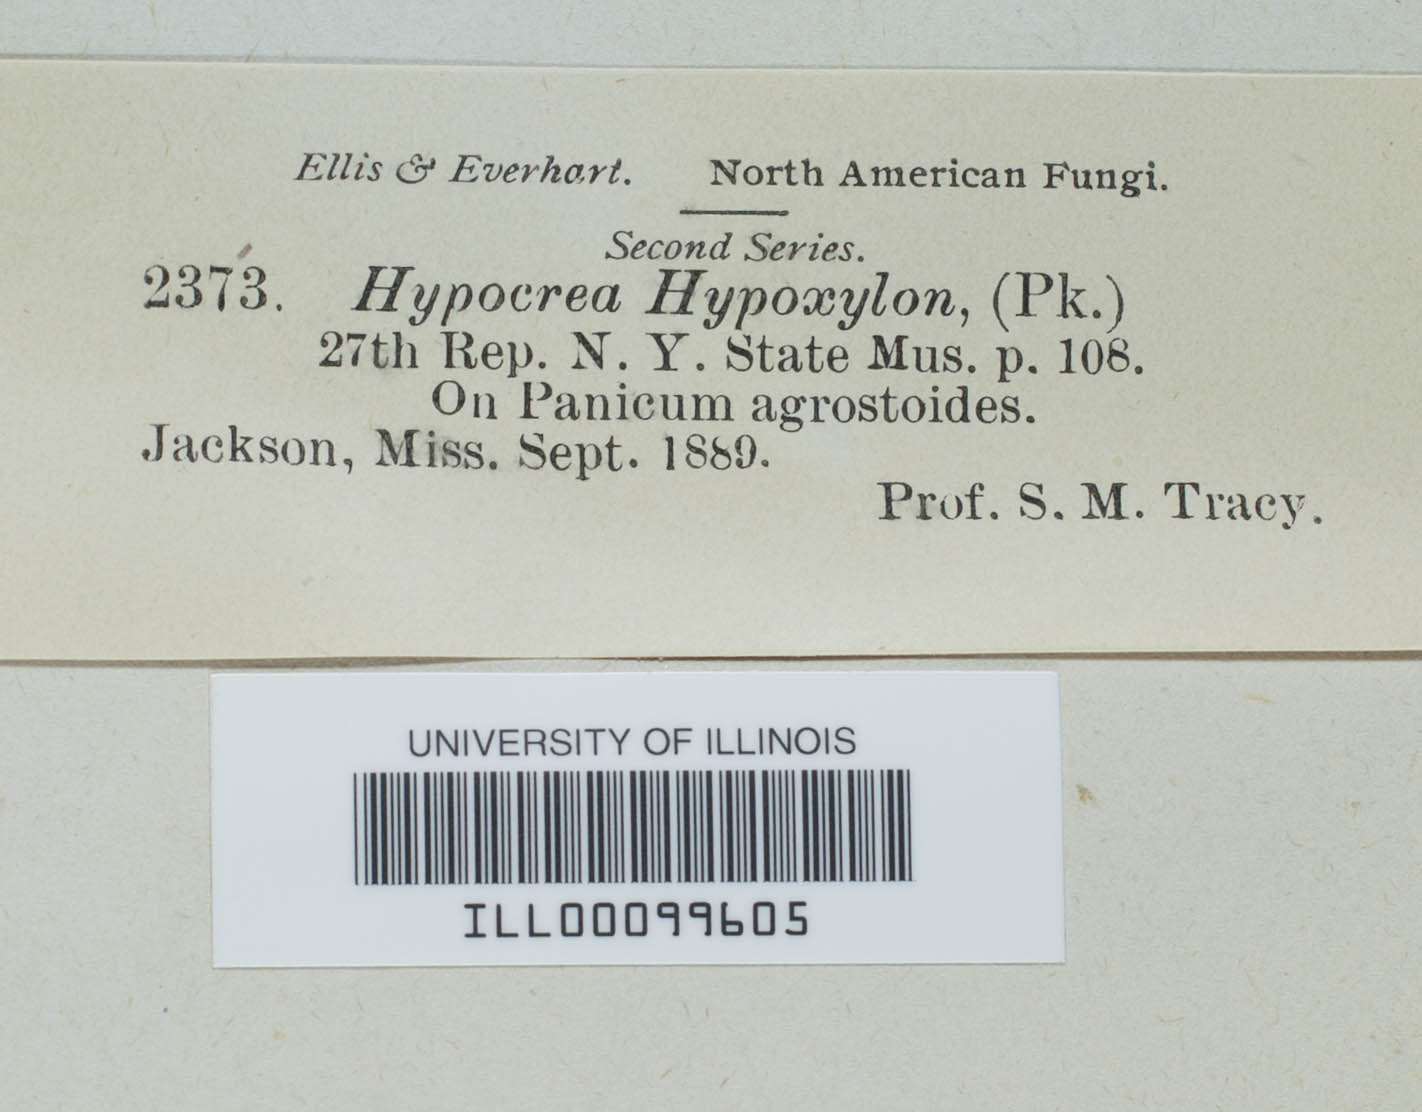 Ellis & Everhart. North American Fungi.
Second Series.
2373. Hypocrea Hypoxylon, (Pk.)
27th Rep. N. Y. State Mus. p. 108.
On Panicum agrostoides.
Jackson, Miss. Sept. 1889.
Prof. S. M. Tracy.
UNIVERSITY OF ILLINOIS
ILL00099605